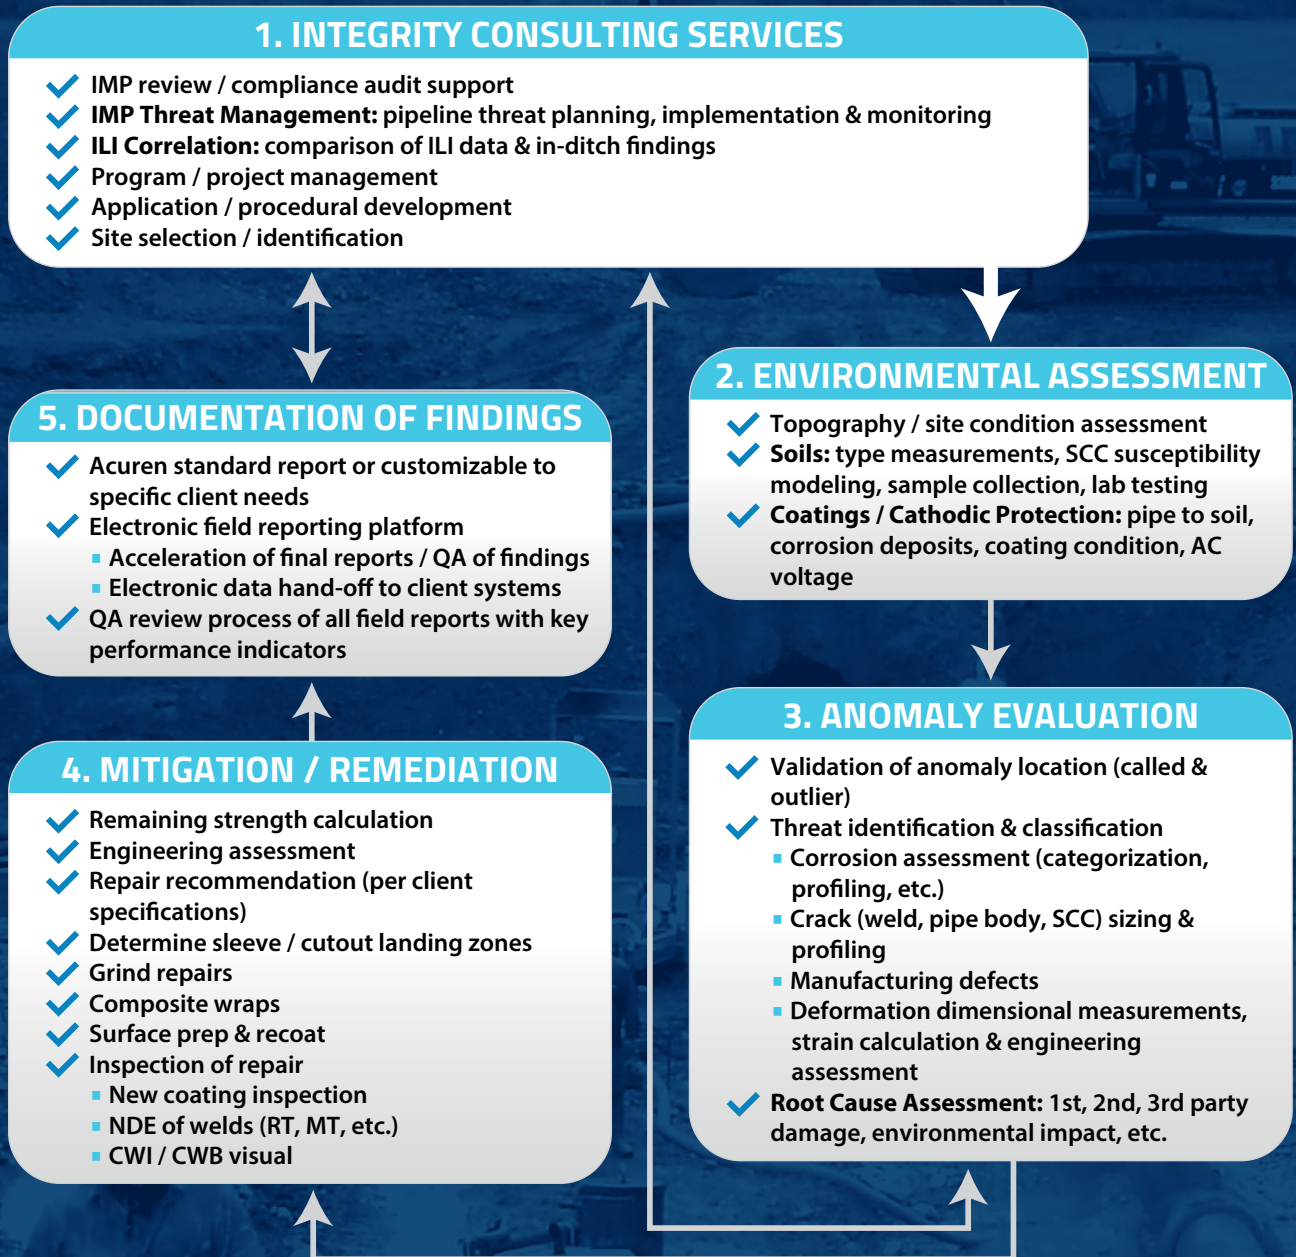 1. INTEGRITY CONSULTING SERVICES
IMP review / compliance audit support
IMP Threat Management: pipeline threat planning, implementation & monitoring
ILI Correlation: comparison of ILI data & in-ditch findings
Program / project management
Application / procedural development
Site selection / identification
2. ENVIRONMENTAL ASSESSMENT
Topography / site condition assessment
Soils: type measurements, SCC susceptibility
modeling, sample collection, lab testing
Coatings / Cathodic Protection: pipe to soil,
corrosion deposits, coating condition, AC
voltage
3. ANOMALY EVALUATION
Validation of anomaly location (called &
outlier)
Threat identification & classification
Corrosion assessment (categorization,
profiling, etc.)
Crack (weld, pipe body, SCC) sizing &
profiling
Manufacturing defects
Deformation dimensional measurements,
strain calculation & engineering
assessment
Root Cause Assessment: 1st, 2nd, 3rd party
damage, environmental impact, etc.
4. MITIGATION / REMEDIATION
Remaining strength calculation
Engineering assessment
Repair recommendation (per client
specifications)
Determine sleeve / cutout landing zones
Grind repairs
Composite wraps
Surface prep & recoat
Inspection of repair
New coating inspection
NDE of welds (RT, MT, etc.)
CWI / CWB visual
5. DOCUMENTATION OF FINDINGS
Acuren standard report or customizable to
specific client needs
Electronic field reporting platform
Acceleration of final reports / QA of findings
Electronic data hand-off to client systems
QA review process of all field reports with key
performance indicators